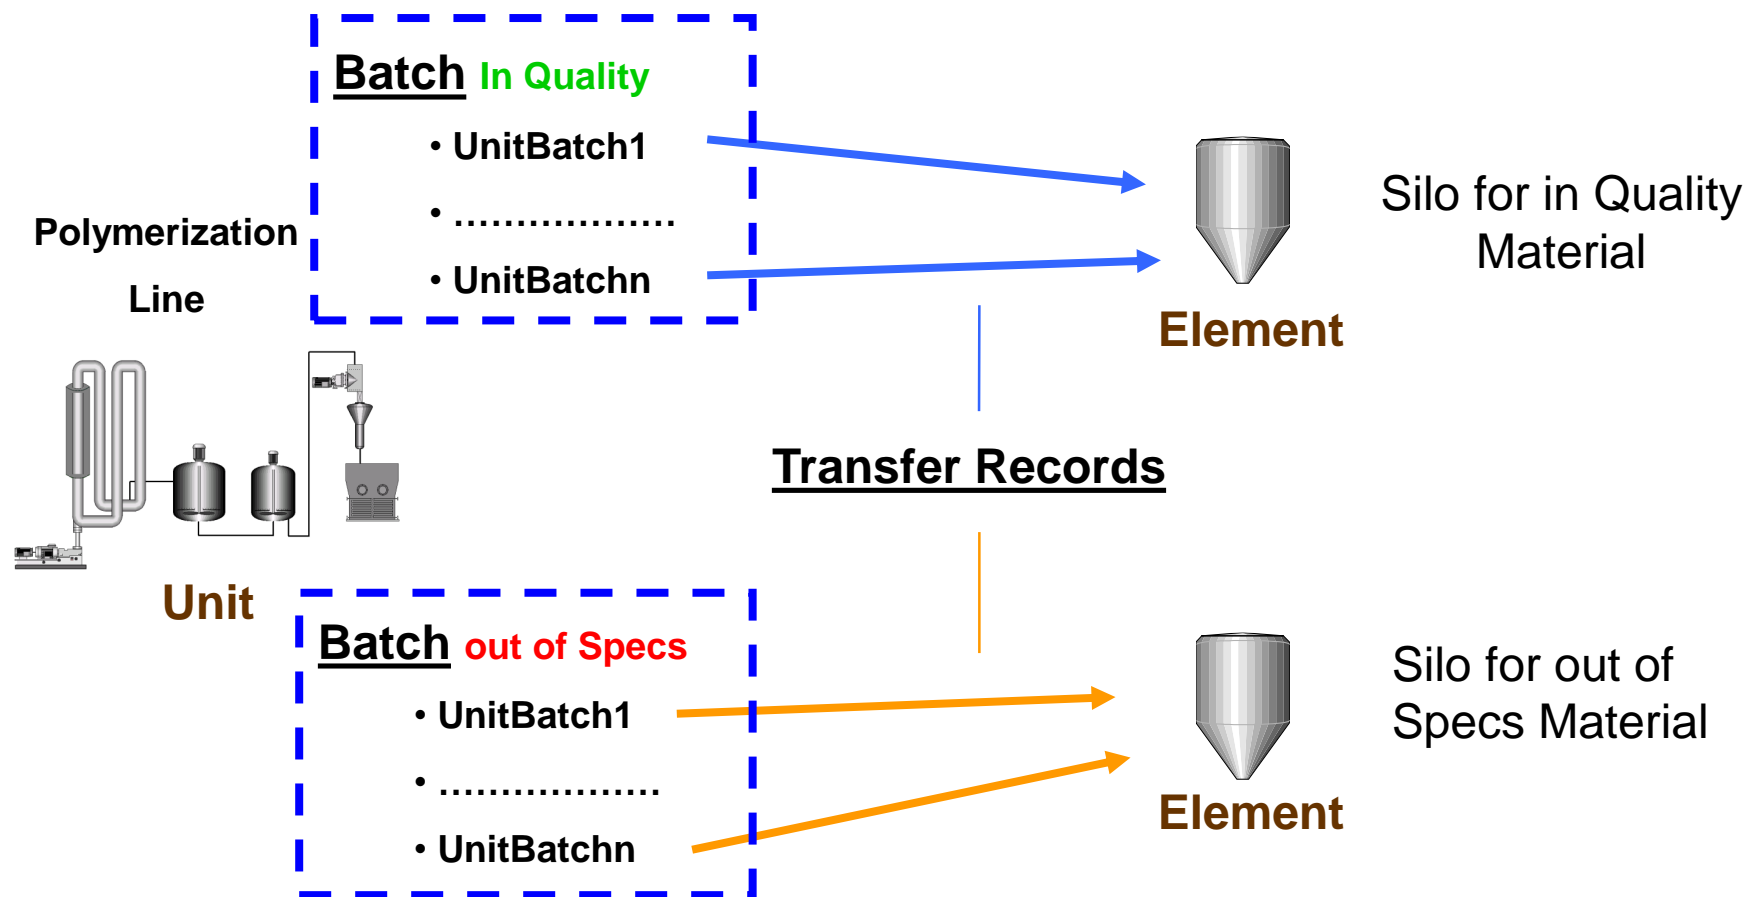 Batch In Quality
• UnitBatch1
• ..................
• UnitBatchn
Polymerization
Line
Unit
Silo for in Quality
Material
Element
Transfer Records
Batch out of Specs
• UnitBatch1
• ..................
• UnitBatchn
Silo for out of
Specs Material
Element